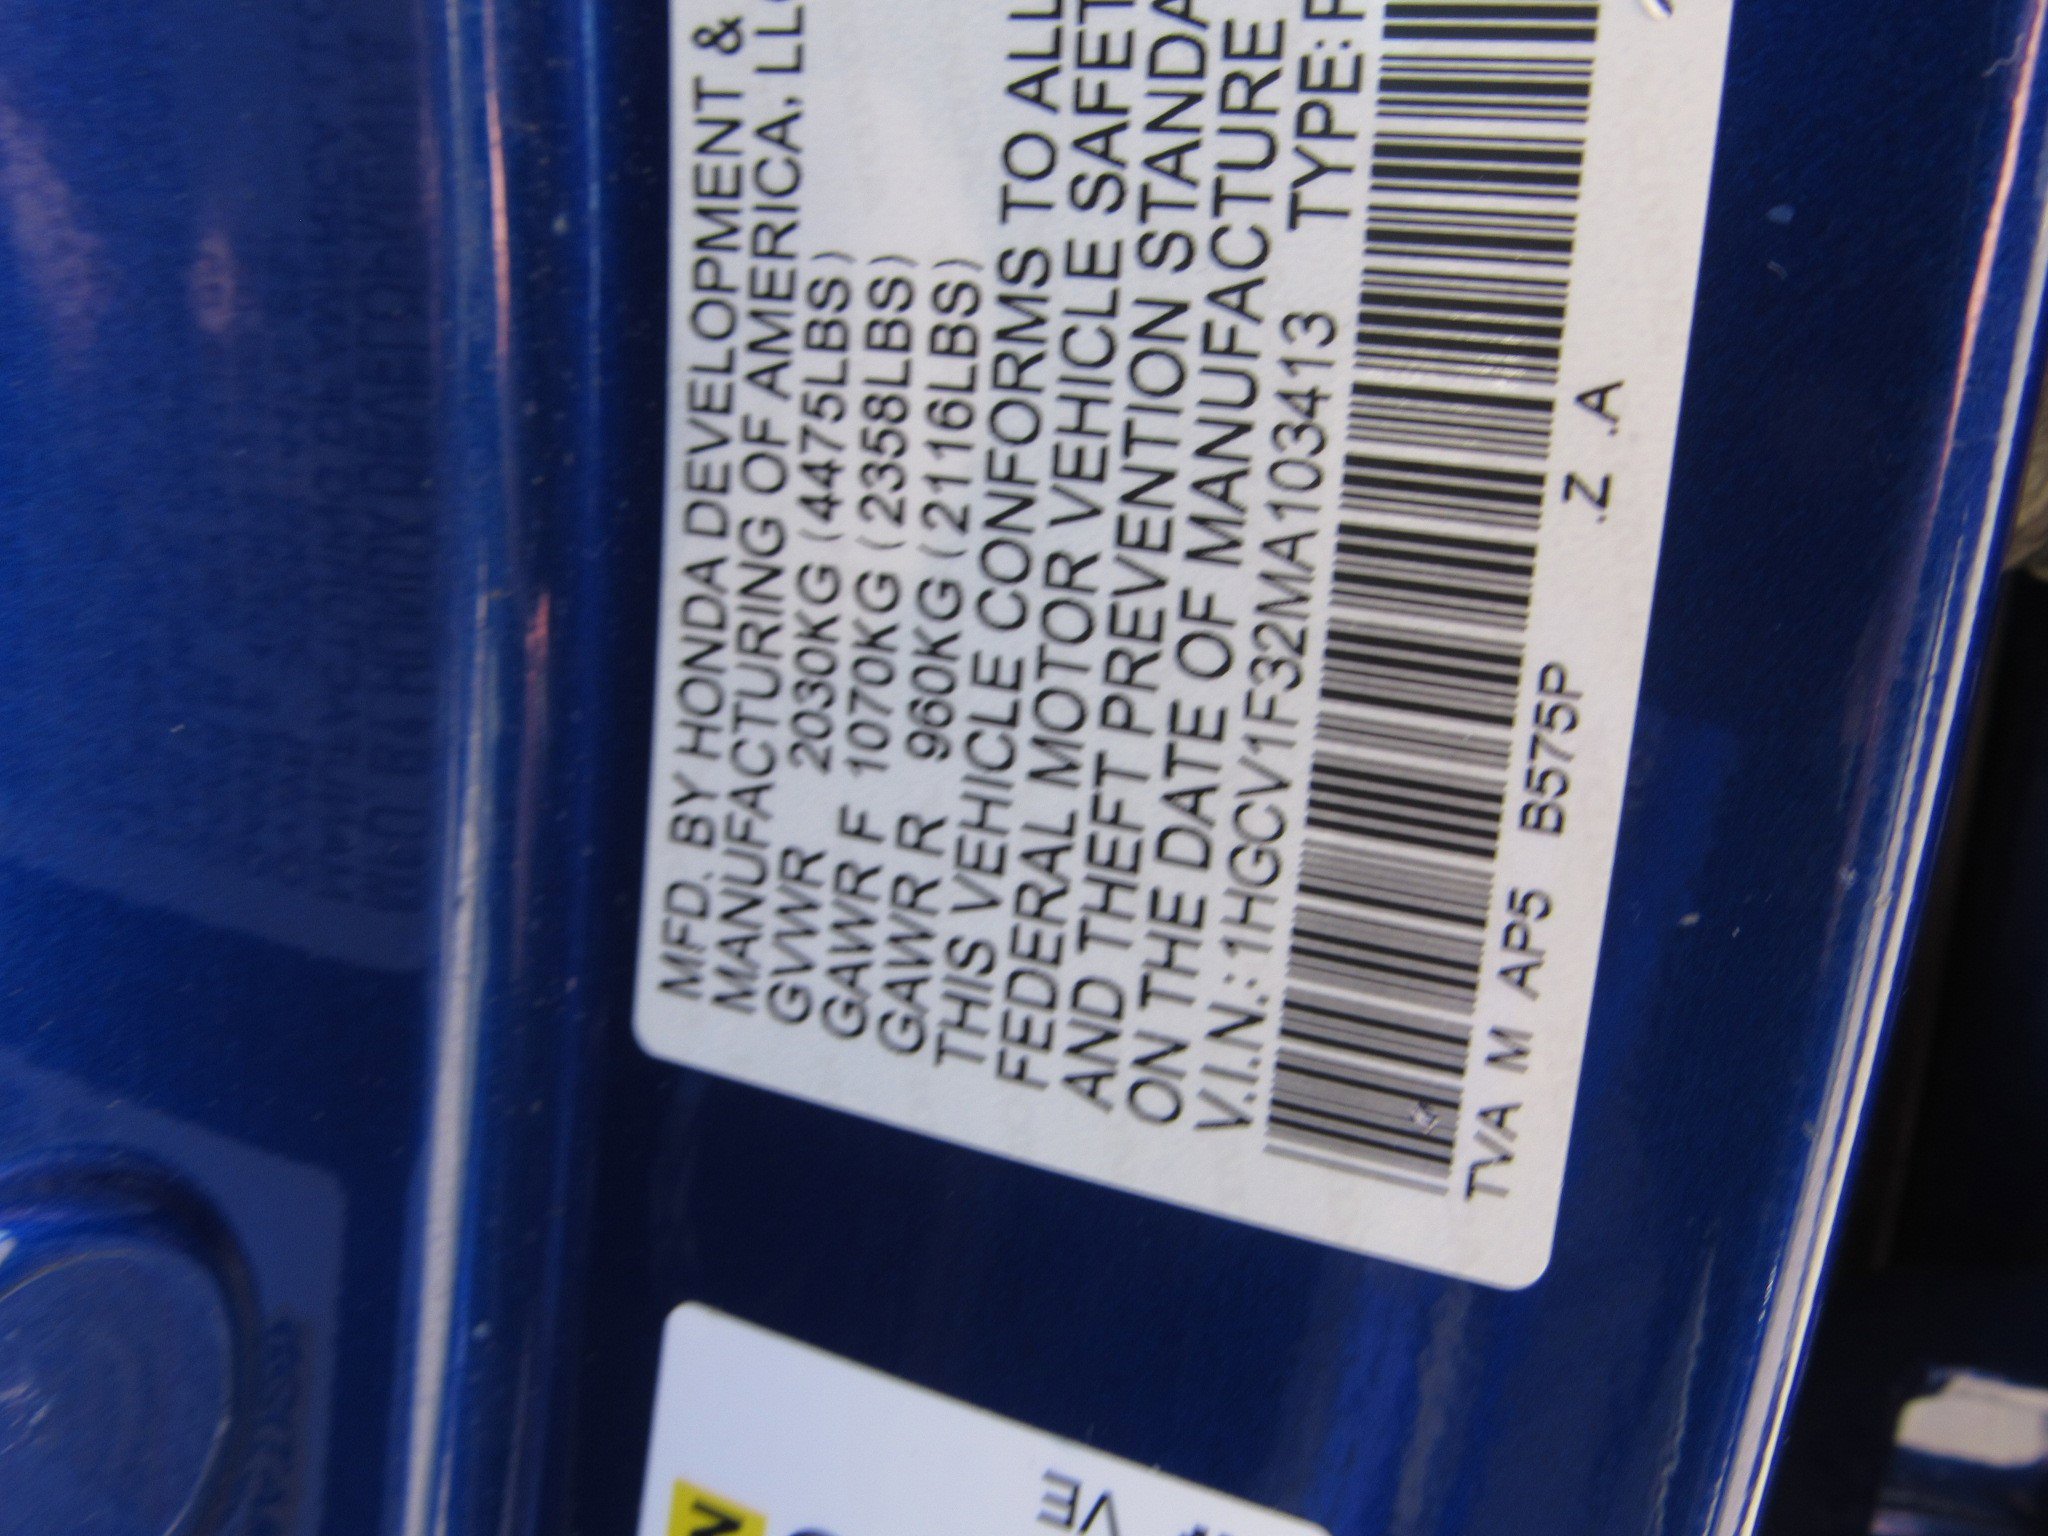 MFD. BY HONDA DEVELOPMENT &
MANUFACTURING OF AMERICA, LLC
GVWR 2030KG (4475LBS)
GAWR F 1070KG (2358LBS)
GAWR R 960KG (2116LBS)
THIS VEHICLE CONFORMS TO ALL
FEDERAL MOTOR VEHICLE SAFET
AND THEFT PREVENTION STANDA
ON THE DATE OF MANUFACTURE
V.I.N.: 1HGCV1F32MA103413 TYPE: P
TVA M AP5 B575P .Z .A